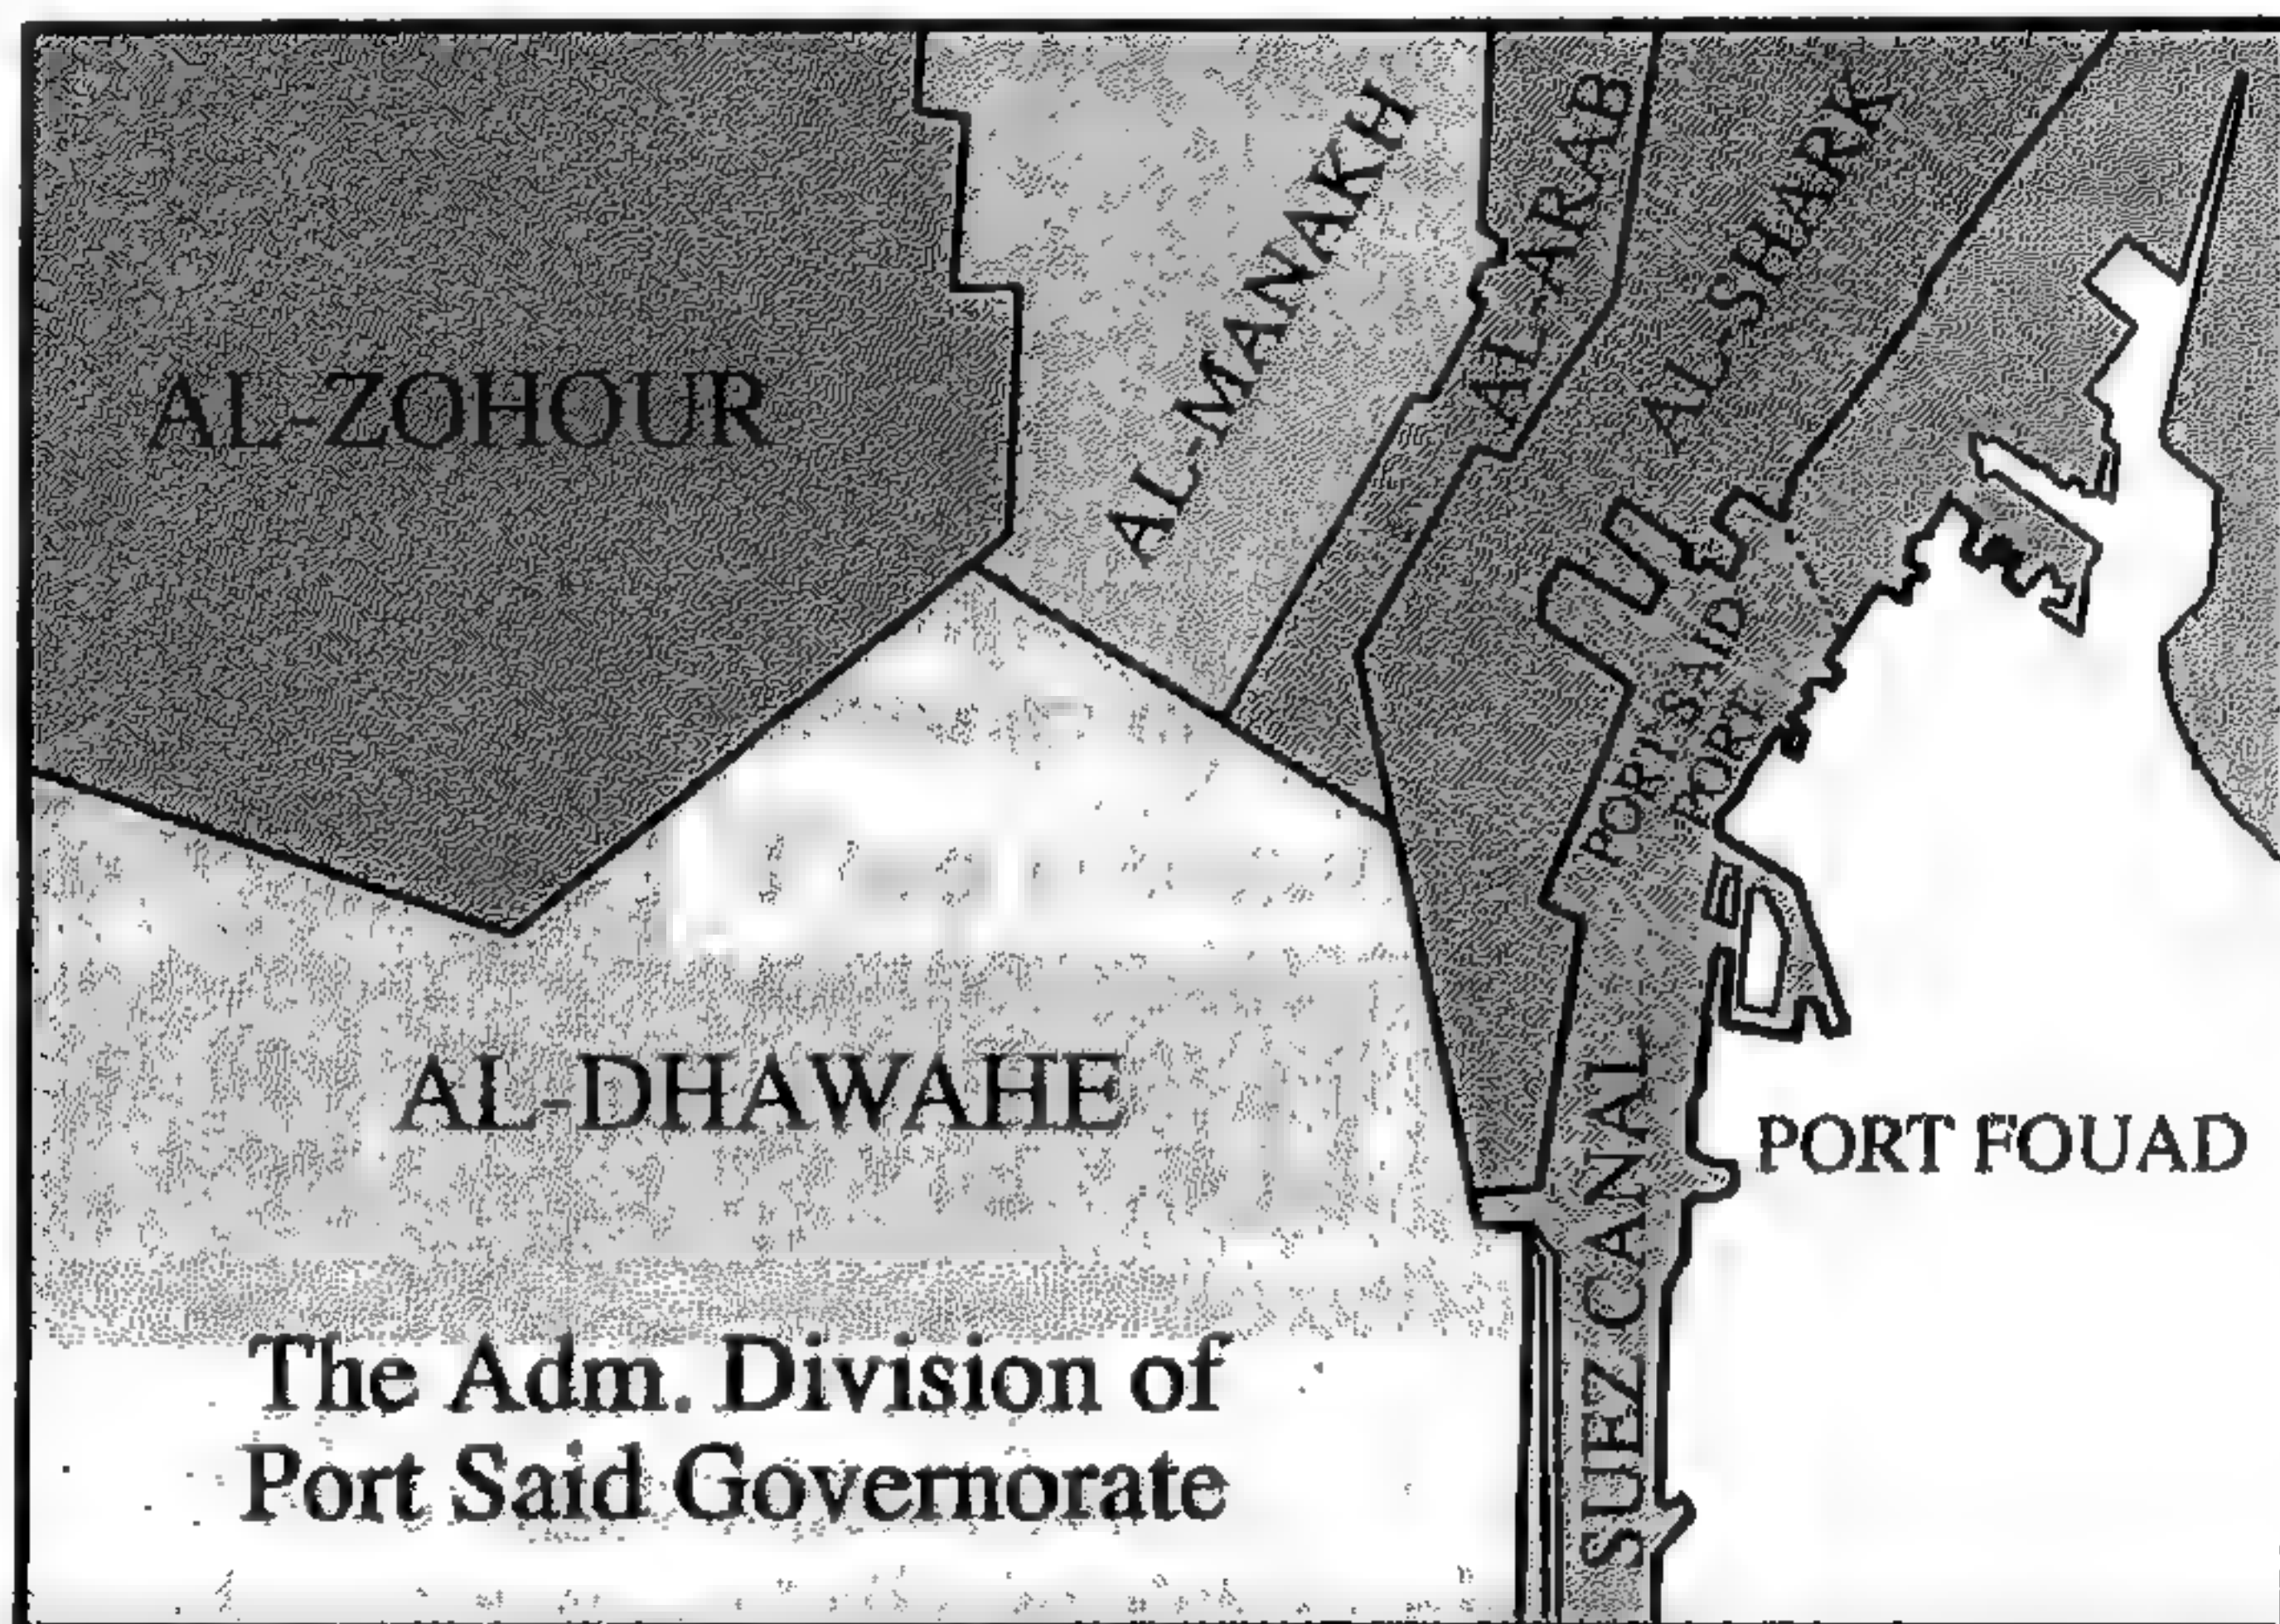 AL-ZOHOUR
AL-MANAKH
AL-ARAB
AL-SHARK
PORT SAID
PORT
AL-DHAWAHE
SUEZ CANAL
PORT FOUAD
The Adm. Division of
Port Said Governorate